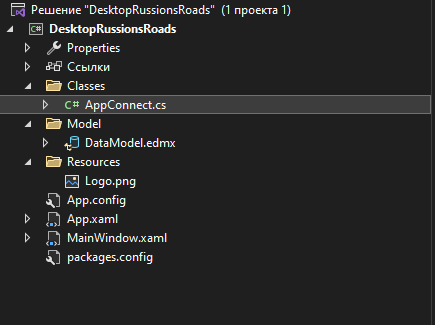 Решение "DesktopRussionsRoads" (1 проекта 1)
DesktopRussionsRoads
Properties
Ссылки
Classes
C# AppConnect.cs
Model
DataModel.edmx
Resources
Logo.png
App.config
App.xaml
MainWindow.xaml
packages.config